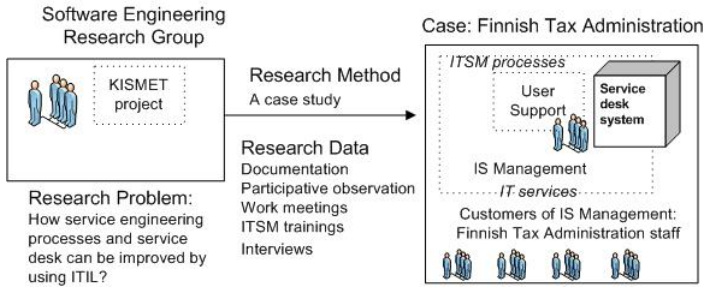 Software Engineering
Research Group
KISMET
project
Research Problem:
How service engineering
processes and service
desk can be improved by
using ITIL?
Research Method
A case study
Research Data
Documentation
Participative observation
Work meetings
ITSM trainings
Interviews
Case: Finnish Tax Administration
ITSM processes
User
Support
Service
desk
system
IS Management
IT services
Customers of IS Management:
Finnish Tax Administration staff